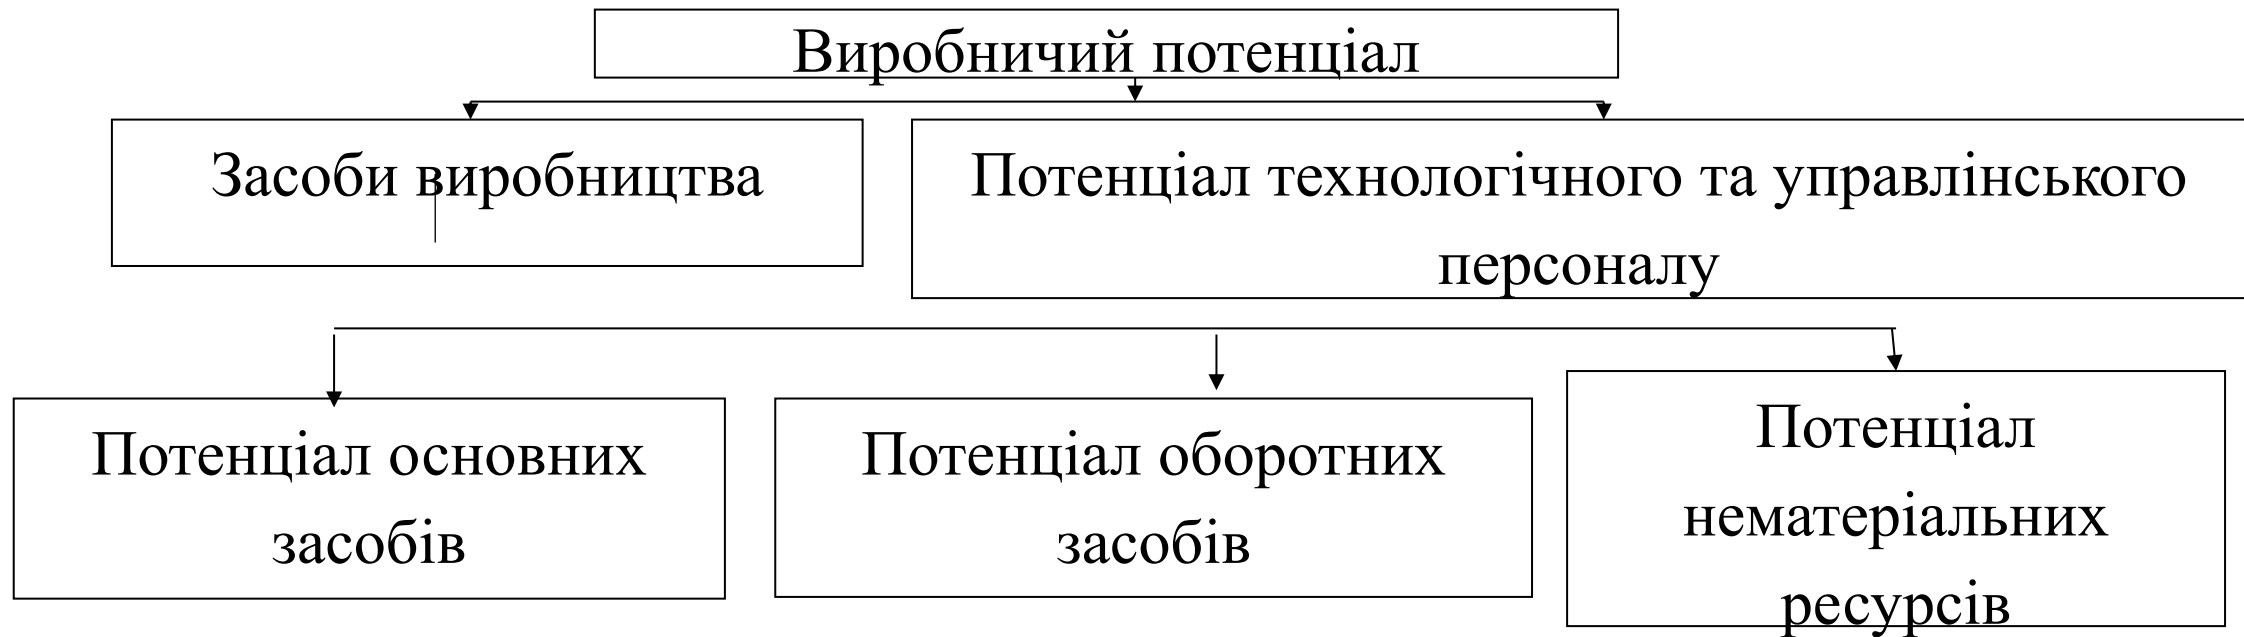 Виробничий потенціал
Засоби виробництва
Потенціал технологічного та управлінського
персоналу
Потенціал основних
засобів
Потенціал оборотних
засобів
Потенціал
нематеріальних
ресурсів